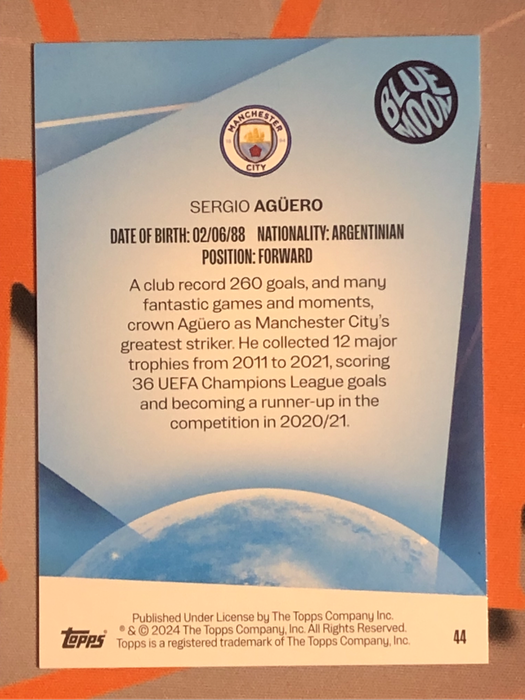 BLUE
MOON
MANCHESTER
CITY
SERGIO AGÜERO
DATE OF BIRTH: 02/06/88 NATIONALITY: ARGENTINIAN
POSITION: FORWARD
A club record 260 goals, and many
fantastic games and moments,
crown Agüero as Manchester City's
greatest striker. He collected 12 major
trophies from 2011 to 2021, scoring
36 UEFA Champions League goals
and becoming a runner-up in the
competition in 2020/21.
Published Under License by The Topps Company Inc.
® & © 2024 The Topps Company, Inc. All Rights Reserved.
Topps is a registered trademark of The Topps Company, Inc.
topps
44